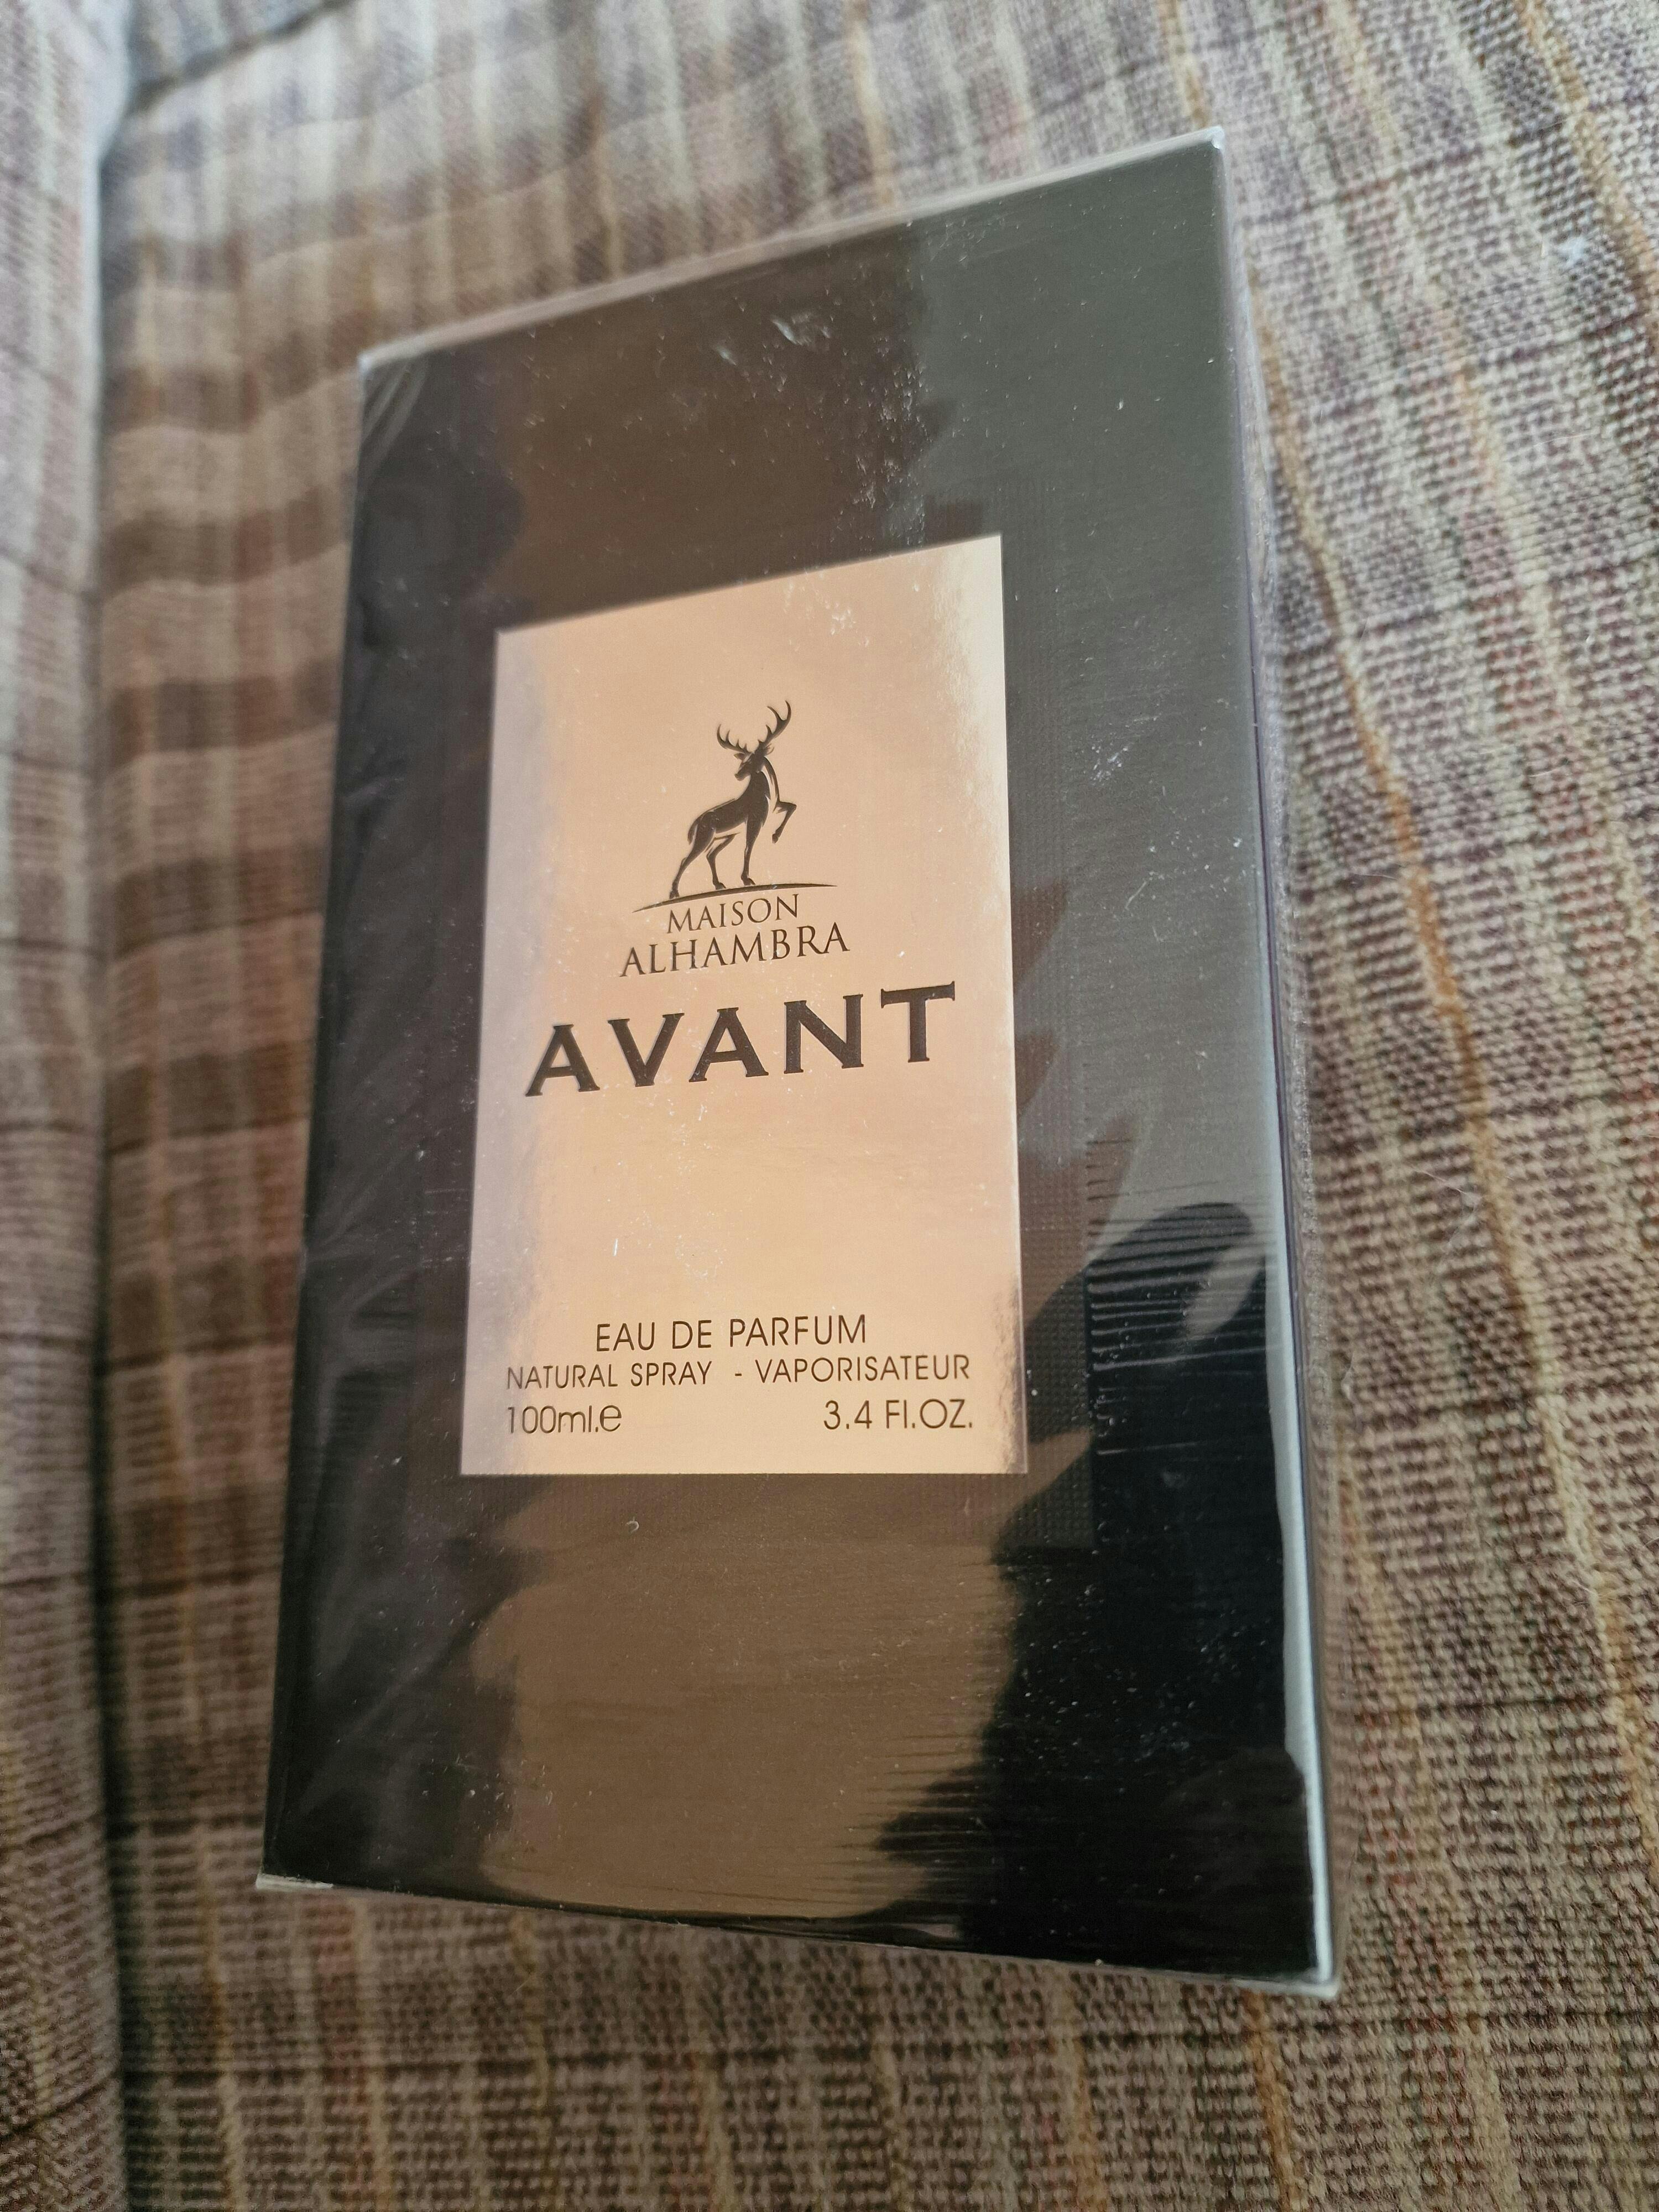 MAISON
ALHAMBRA
AVANT
EAU DE PARFUM
NATURAL SPRAY - VAPORISATEUR
100ml.e 3.4 Fl.OZ.